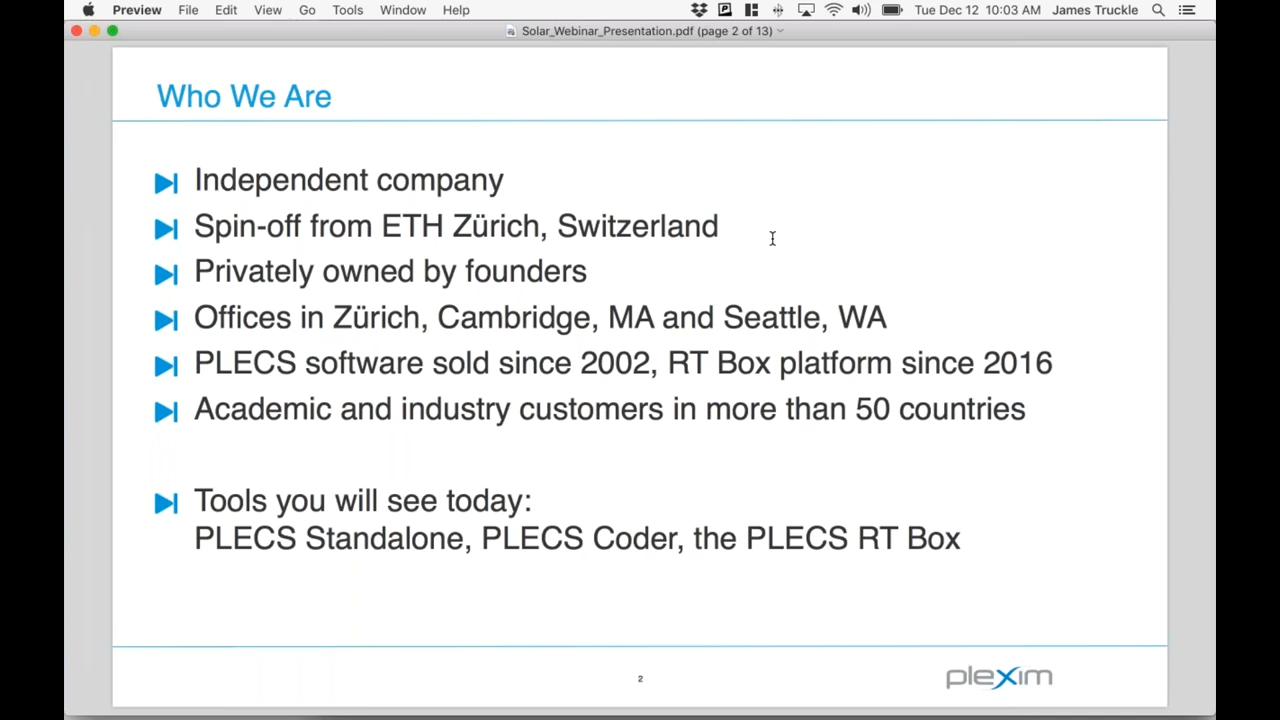 Preview File Edit View Go Tools Window Help Tue Dec 12 10:03 AM James Truckle
Solar_Webinar_Presentation.pdf (page 2 of 13)
Who We Are
Independent company
Spin-off from ETH Zürich, Switzerland
Privately owned by founders
Offices in Zürich, Cambridge, MA and Seattle, WA
PLECS software sold since 2002, RT Box platform since 2016
Academic and industry customers in more than 50 countries
Tools you will see today:
PLECS Standalone, PLECS Coder, the PLECS RT Box
2
plexim